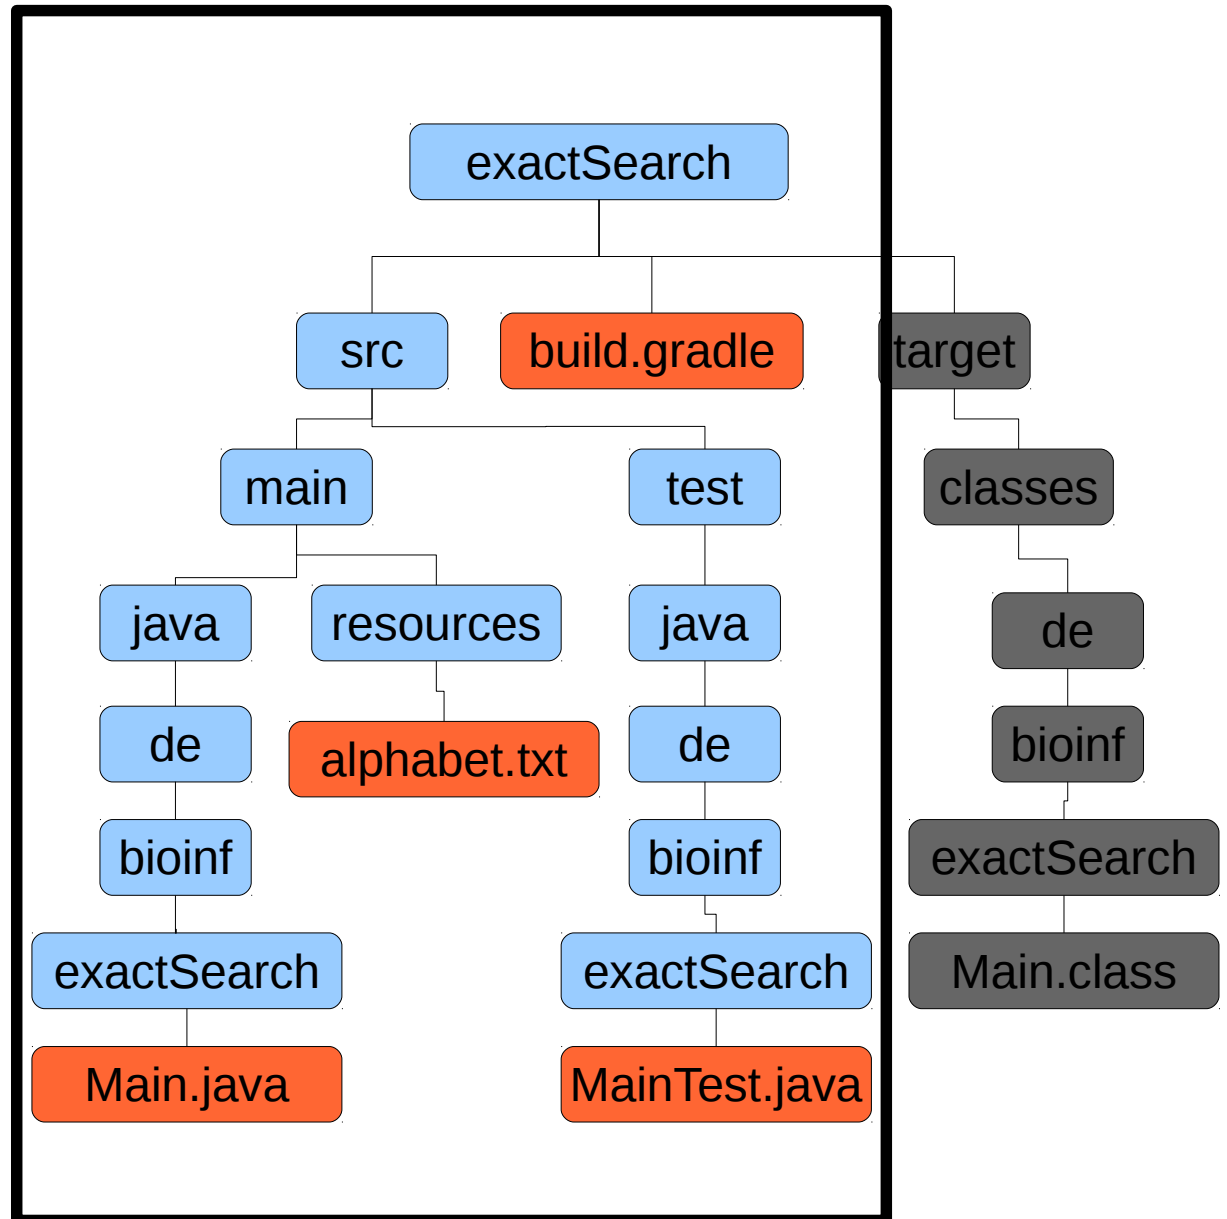 exactSearch
src
build.gradle
target
main
test
classes
java
resources
java
de
de
alphabet.txt
de
bioinf
bioinf
bioinf
exactSearch
exactSearch
exactSearch
Main.class
Main.java
MainTest.java